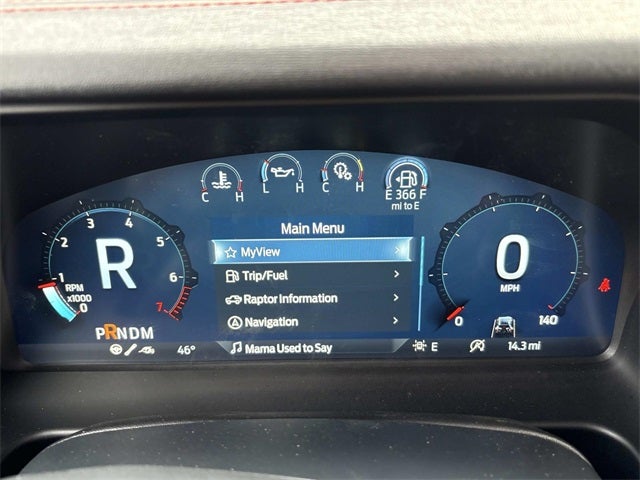 C H
L H
C H
E 366 F
mi to E
Main Menu
MyView
Trip/Fuel
Raptor Information
Navigation
Mama Used to Say
R
0
1
2
3
4
5
6
7
RPM
x1000
PRNDM
46°
0
MPH
0
140
E
14.3 mi